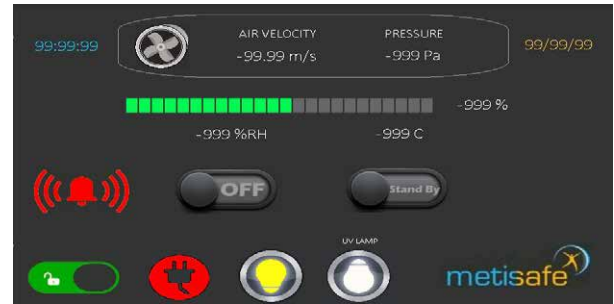 99:99:99
AIR VELOCITY
-99.99 m/s
PRESSURE
-999 Pa
99/99/99
-999 %
-999 %RH
-999 C
OFF
Stand By
UV LAMP
metisafe